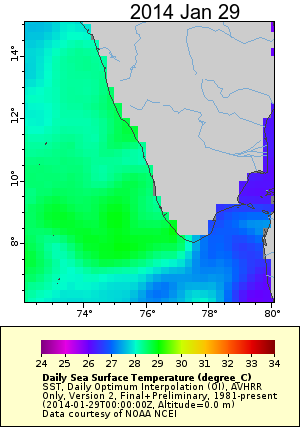 2014 Jan 29
14°
12°
10°
8°
74° 76° 78° 80°
24 25 26 27 28 29 30 31 32 33 34
Daily Sea Surface Temperature (degree_C)
SST, Daily Optimum Interpolation (OI), AVHRR
Only, Version 2, Final+Preliminary, 1981-present
(2014-01-29T00:00:00Z, Altitude=0.0 m)
Data courtesy of NOAA NCEI